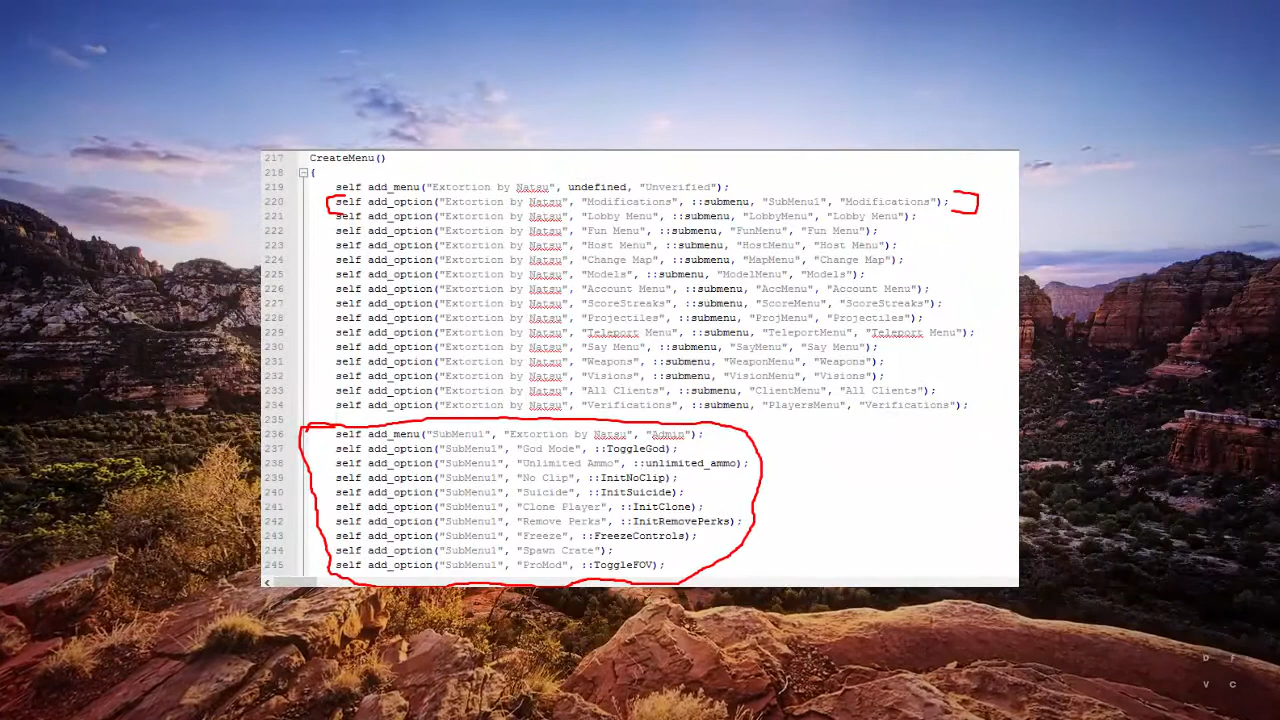 217 CreateMenu()
218 {
219 self add_menu("Extortion by Natsu", undefined, "Unverified");
220 self add_option("Extortion by Natsu", "Modifications", ::submenu, "SubMenu1", "Modifications");
221 self add_option("Extortion by Natsu", "Lobby Menu", ::submenu, "LobbyMenu", "Lobby Menu");
222 self add_option("Extortion by Natsu", "Fun Menu", ::submenu, "FunMenu", "Fun Menu");
223 self add_option("Extortion by Natsu", "Host Menu", ::submenu, "HostMenu", "Host Menu");
224 self add_option("Extortion by Natsu", "Change Map", ::submenu, "MapMenu", "Change Map");
225 self add_option("Extortion by Natsu", "Models", ::submenu, "ModelMenu", "Models");
226 self add_option("Extortion by Natsu", "Account Menu", ::submenu, "AccMenu", "Account Menu");
227 self add_option("Extortion by Natsu", "ScoreStreaks", ::submenu, "ScoreMenu", "ScoreStreaks");
228 self add_option("Extortion by Natsu", "Projectiles", ::submenu, "ProjMenu", "Projectiles");
229 self add_option("Extortion by Natsu", "Teleport Menu", ::submenu, "TeleportMenu", "Teleport Menu");
230 self add_option("Extortion by Natsu", "Say Menu", ::submenu, "SayMenu", "Say Menu");
231 self add_option("Extortion by Natsu", "Weapons", ::submenu, "WeaponMenu", "Weapons");
232 self add_option("Extortion by Natsu", "Visions", ::submenu, "VisionMenu", "Visions");
233 self add_option("Extortion by Natsu", "All Clients", ::submenu, "ClientMenu", "All Clients");
234 self add_option("Extortion by Natsu", "Verifications", ::submenu, "PlayersMenu", "Verifications");
235
236 self add_menu("SubMenu1", "Extortion by Natsu", "Admin");
237 self add_option("SubMenu1", "God Mode", ::ToggleGod);
238 self add_option("SubMenu1", "Unlimited Ammo", ::unlimited_ammo);
239 self add_option("SubMenu1", "No Clip", ::InitNoClip);
240 self add_option("SubMenu1", "Suicide", ::InitSuicide);
241 self add_option("SubMenu1", "Clone Player", ::InitClone);
242 self add_option("SubMenu1", "Remove Perks", ::InitRemovePerks);
243 self add_option("SubMenu1", "Freeze", ::FreezeControls);
244 self add_option("SubMenu1", "Spawn Crate");
245 self add_option("SubMenu1", "ProMod", ::ToggleFOV);
D F
V C